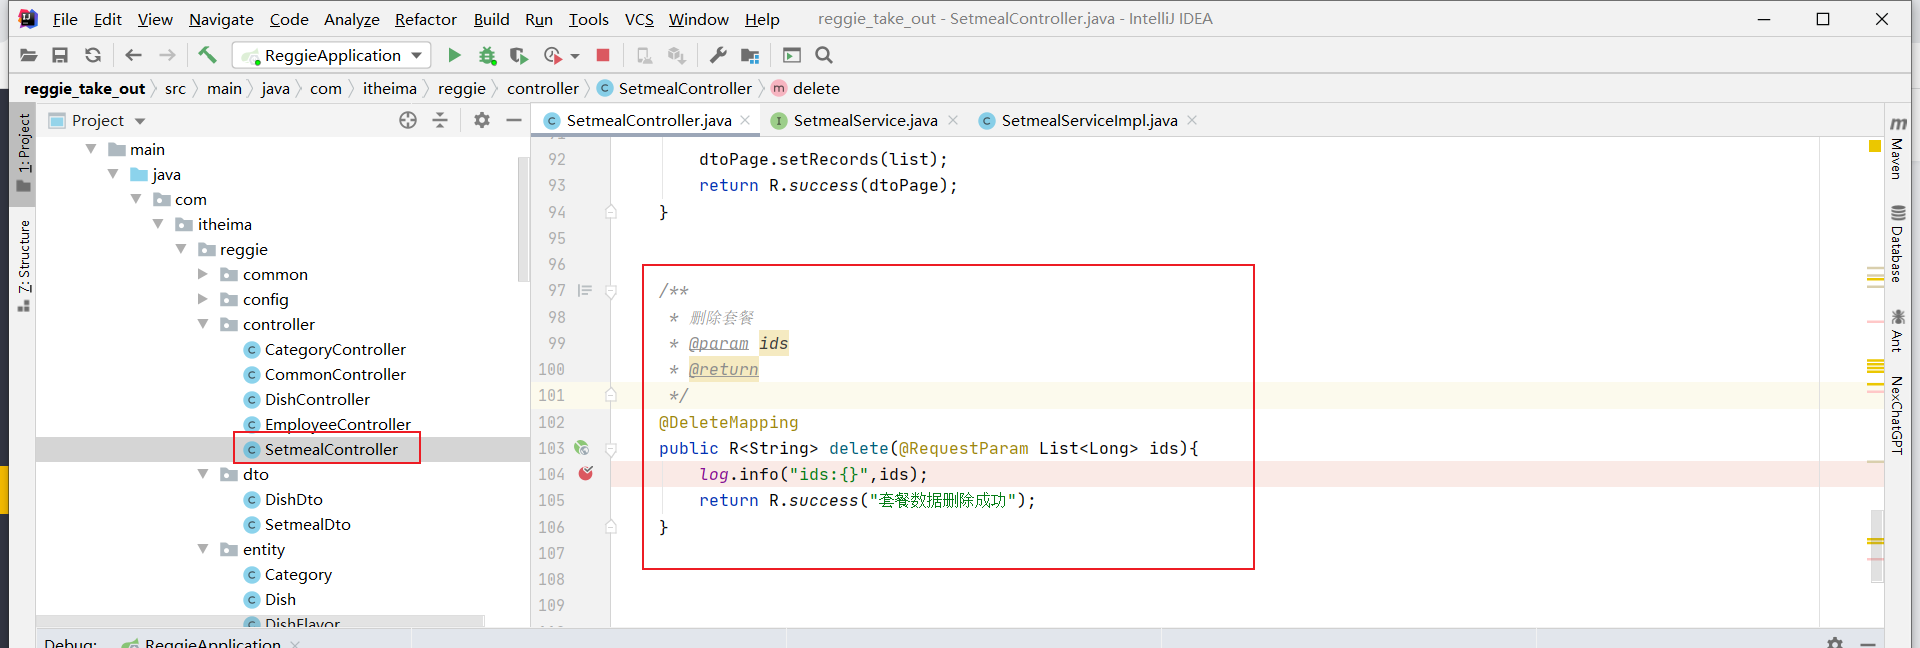 File Edit View Navigate Code Analyze Refactor Build Run Tools VCS Window Help reggie_take_out - SetmealController.java - IntelliJ IDEA
ReggieApplication
reggie_take_out src main java com itheima reggie controller C SetmealController m delete
Project
C SetmealController.java I SetmealService.java C SetmealServiceImpl.java
1: Project
Z: Structure
main
java
com
itheima
reggie
common
config
controller
C CategoryController
C CommonController
C DishController
C EmployeeController
C SetmealController
dto
C DishDto
C SetmealDto
entity
C Category
C Dish
C DishFlavor
92 dtoPage.setRecords(list);
93 return R.success(dtoPage);
94 }
95
96
97 /**
98 * 删除套餐
99 * @param ids
100 * @return
101 */
102 @DeleteMapping
103 public R<String> delete(@RequestParam List<Long> ids){
104 log.info("ids:{}",ids);
105 return R.success("套餐数据删除成功");
106 }
107
108
109
m Maven
Database
Ant
NexChatGPT
Debug: ReggieApplication